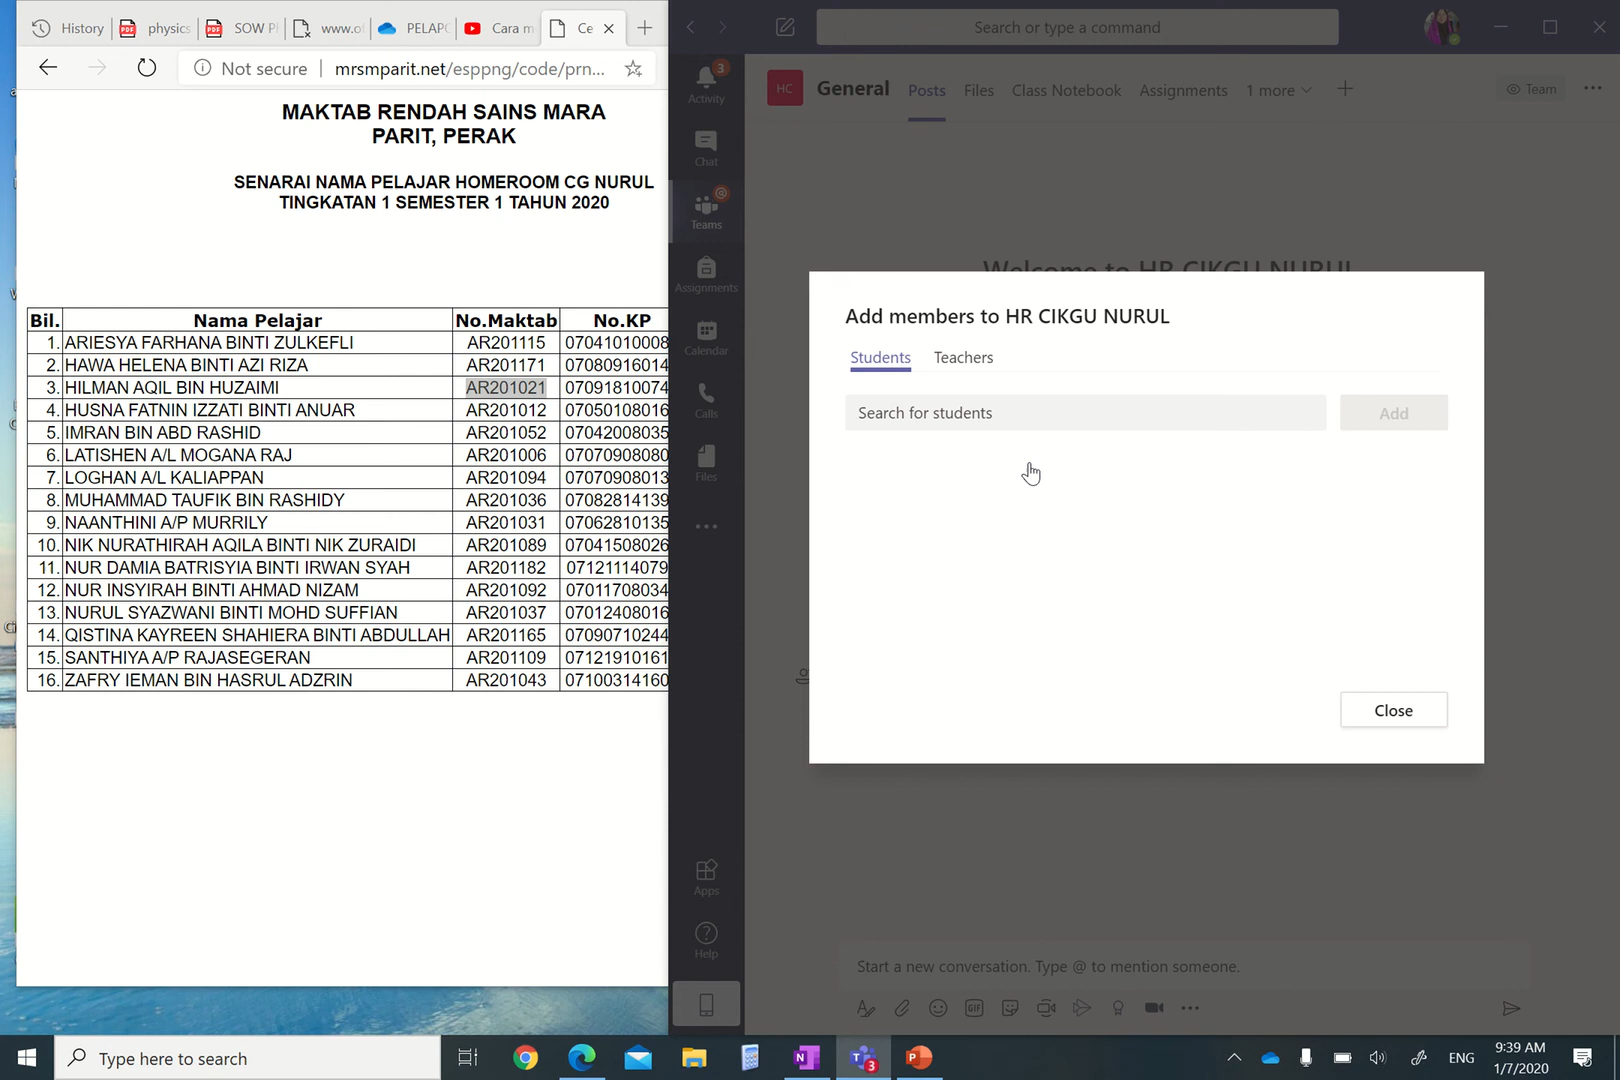 History
physics
SOW P
www.o
PELAPO
Cara m
Ce
Not secure
mrsmparit.net/esppng/code/prn...
MAKTAB RENDAH SAINS MARA
PARIT, PERAK
SENARAI NAMA PELAJAR HOMEROOM CG NURUL
TINGKATAN 1 SEMESTER 1 TAHUN 2020
Bil. Nama Pelajar No.Maktab No.KP
1. ARIESYA FARHANA BINTI ZULKEFLI AR201115 07041010008
2. HAWA HELENA BINTI AZI RIZA AR201171 07080916014
3. HILMAN AQIL BIN HUZAIMI AR201021 07091810074
4. HUSNA FATNIN IZZATI BINTI ANUAR AR201012 07050108016
5. IMRAN BIN ABD RASHID AR201052 07042008035
6. LATISHEN A/L MOGANA RAJ AR201006 07070908080
7. LOGHAN A/L KALIAPPAN AR201094 07070908013
8. MUHAMMAD TAUFIK BIN RASHIDY AR201036 07082814139
9. NAANTHINI A/P MURRILY AR201031 07062810135
10. NIK NURATHIRAH AQILA BINTI NIK ZURAIDI AR201089 07041508026
11. NUR DAMIA BATRISYIA BINTI IRWAN SYAH AR201182 07121114079
12. NUR INSYIRAH BINTI AHMAD NIZAM AR201092 07011708034
13. NURUL SYAZWANI BINTI MOHD SUFFIAN AR201037 07012408016
14. QISTINA KAYREEN SHAHIERA BINTI ABDULLAH AR201165 07090710244
15. SANTHIYA A/P RAJASEGERAN AR201109 07121910161
16. ZAFRY IEMAN BIN HASRUL ADZRIN AR201043 07100314160
Search or type a command
3
Activity
Chat
Teams
Assignments
Calendar
Calls
Files
Apps
Help
HC General Posts Files Class Notebook Assignments 1 more
Team
Welcome to HR CIKGU NURUL
Add members to HR CIKGU NURUL
Students Teachers
Search for students
Add
Close
Start a new conversation. Type @ to mention someone.
GIF
Type here to search
3
ENG
9:39 AM
1/7/2020